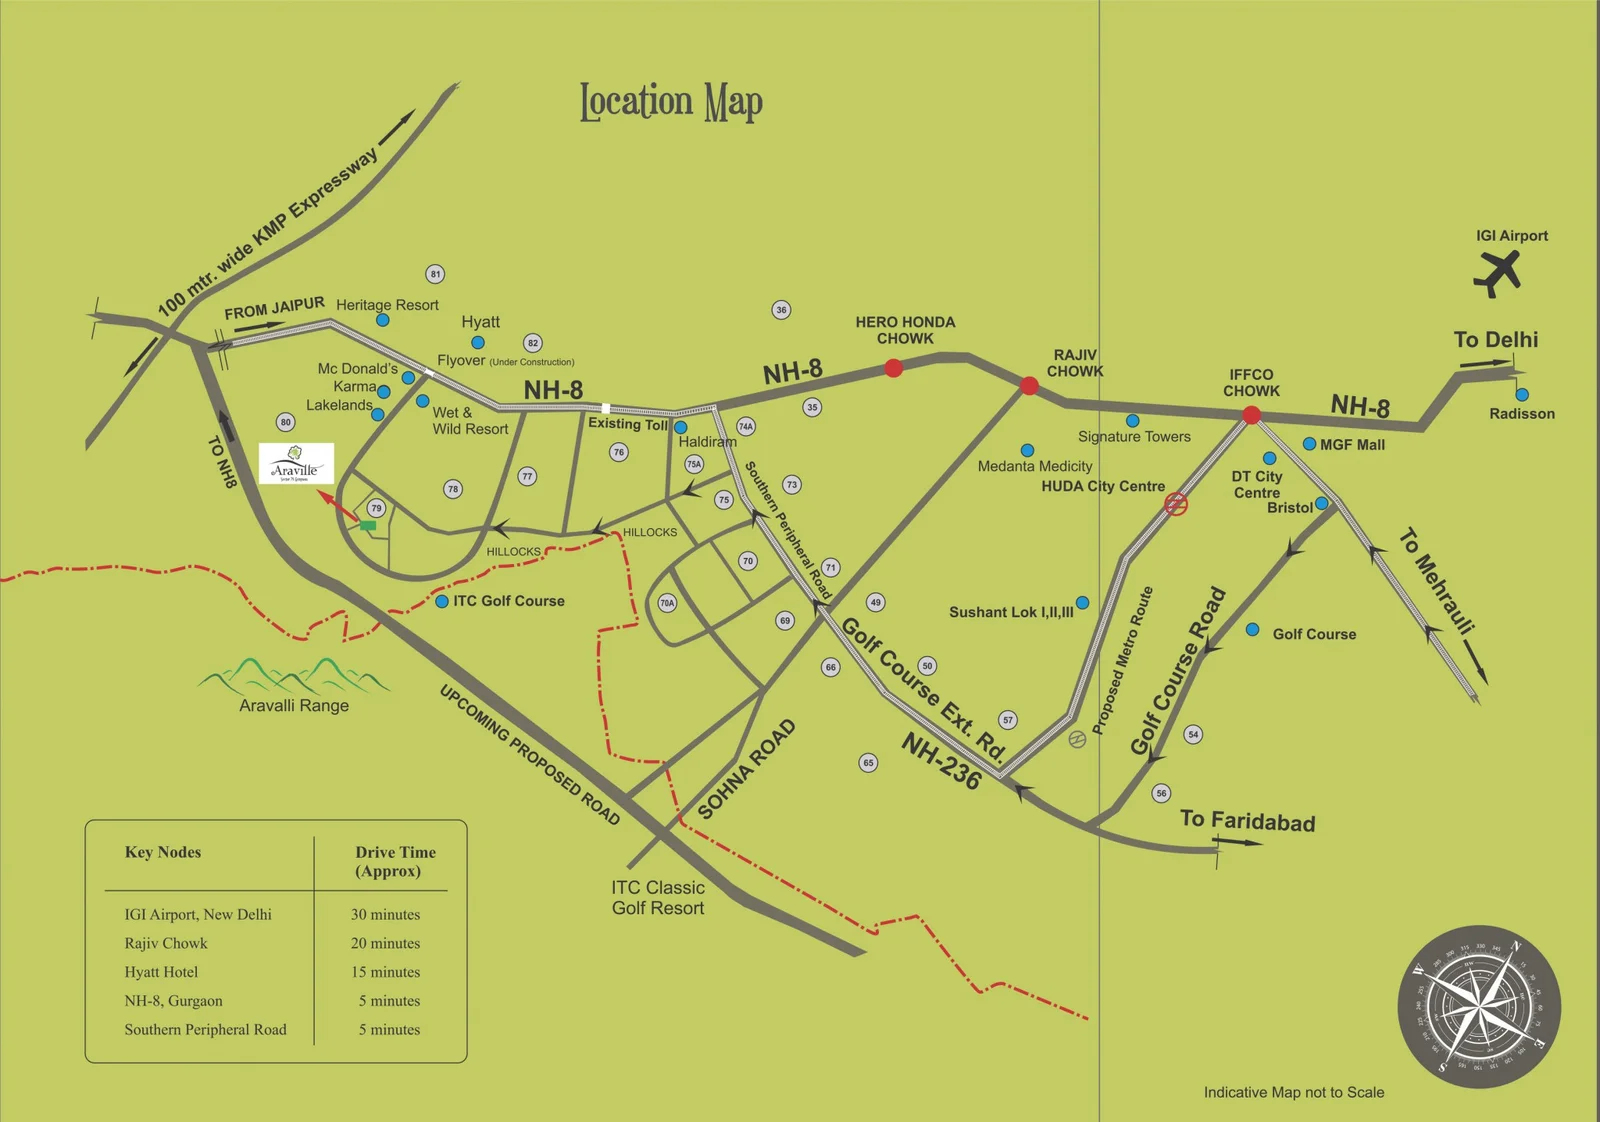 Location Map
100 mtr. wide KMP Expressway
IGI Airport
81
FROM JAIPUR
Heritage Resort
36
Hyatt
82
HERO HONDA
CHOWK
To Delhi
Flyover (Under Construction)
RAJIV
CHOWK
Mc Donald's
Karma
Lakelands
NH-8
NH-8
IFFCO
CHOWK
NH-8
Radisson
Wet &
Wild Resort
80
Existing Toll
Haldiram
74A
35
Signature Towers
MGF Mall
TO NH8
Araville
76
75A
Medanta Medicity
DT City
Centre
78
77
75
73
HUDA City Centre
Bristol
79
Southern Peripheral Road
HILLOCKS
HILLOCKS
70
71
To Mehrauli
ITC Golf Course
70A
69
49
Sushant Lok I,II,III
Proposed Metro Route
Golf Course Road
Golf Course
Aravalli Range
66
50
Golf Course Ext. Rd.
57
54
UPCOMING PROPOSED ROAD
SOHNA ROAD
NH-236
65
56
To Faridabad
ITC Classic
Golf Resort
Key Nodes
Drive Time
(Approx)
IGI Airport, New Delhi 30 minutes
Rajiv Chowk 20 minutes
Hyatt Hotel 15 minutes
NH-8, Gurgaon 5 minutes
Southern Peripheral Road 5 minutes
N
W
E
S
Indicative Map not to Scale